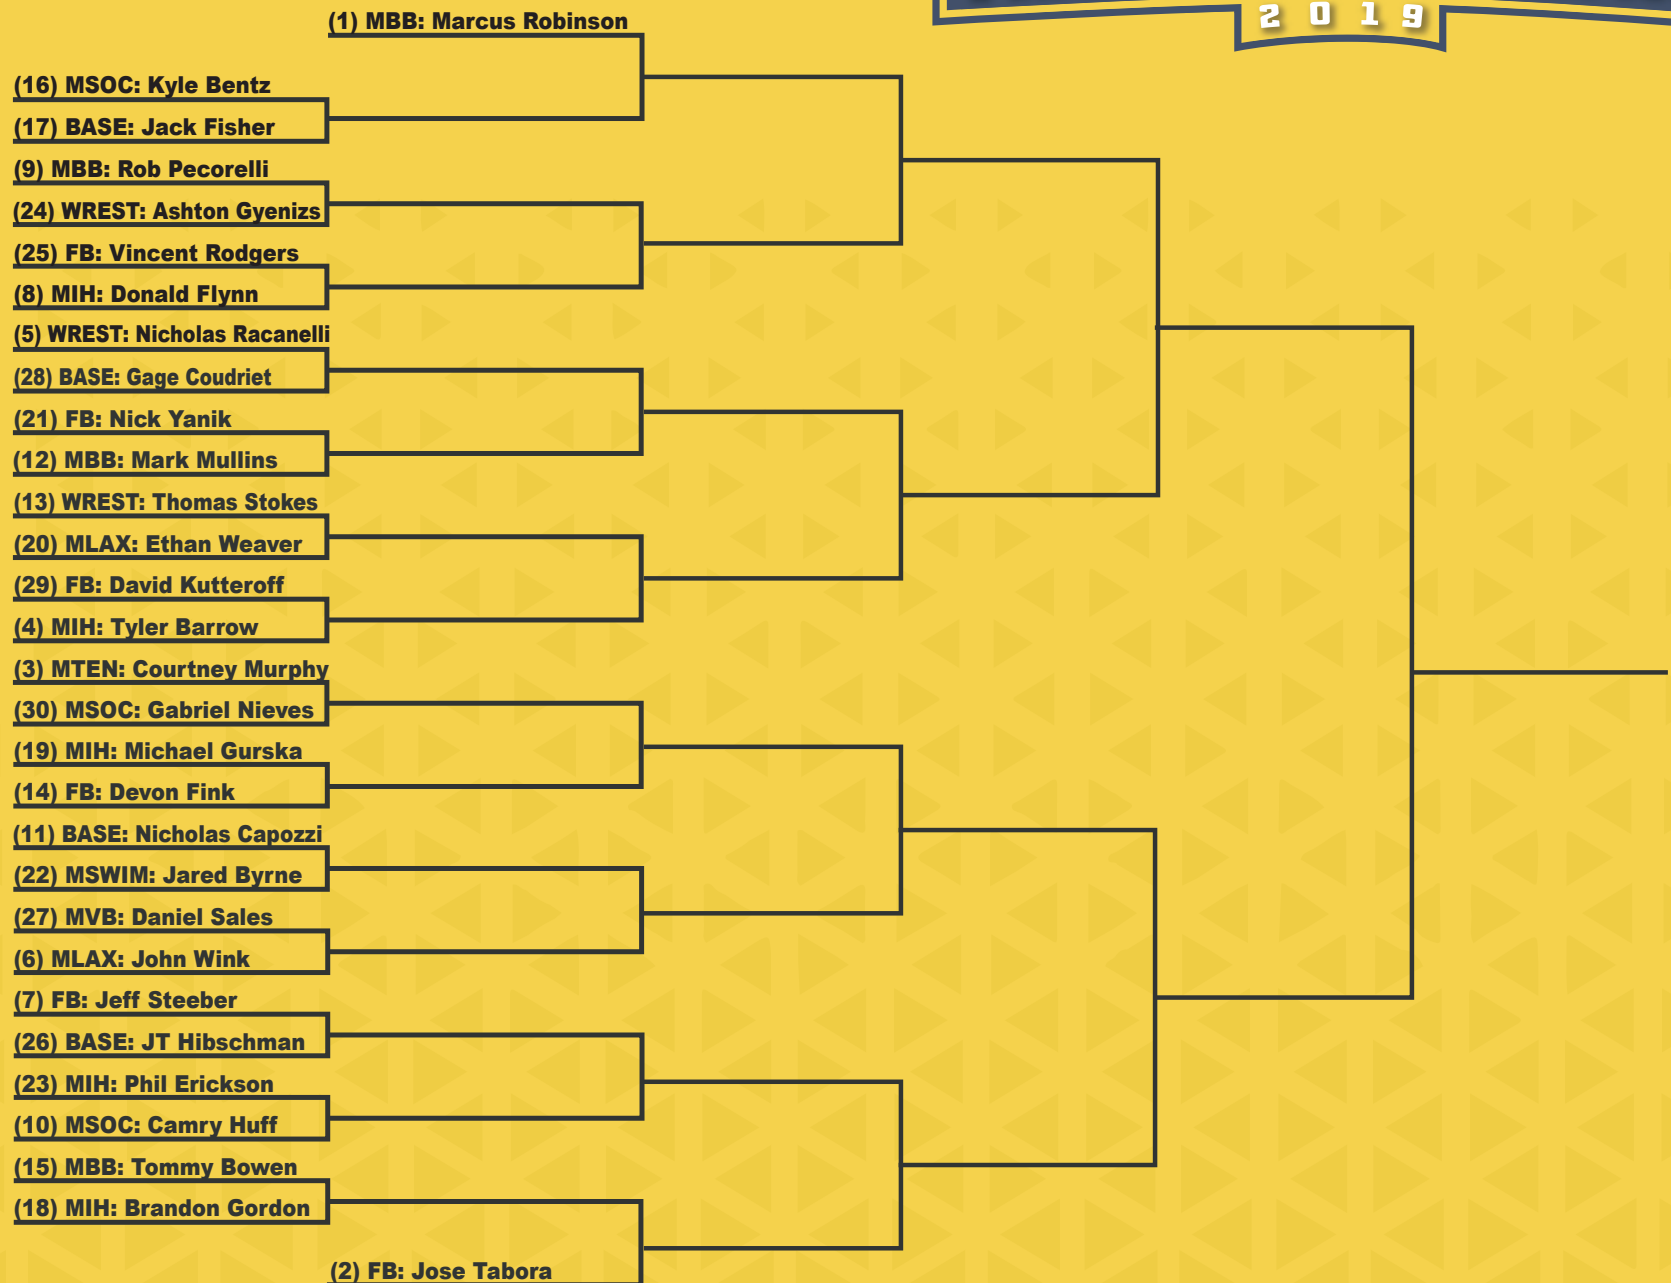 2019
(1) MBB: Marcus Robinson
(16) MSOC: Kyle Bentz
(17) BASE: Jack Fisher
(9) MBB: Rob Pecorelli
(24) WREST: Ashton Gyenizs
(25) FB: Vincent Rodgers
(8) MIH: Donald Flynn
(5) WREST: Nicholas Racanelli
(28) BASE: Gage Coudriet
(21) FB: Nick Yanik
(12) MBB: Mark Mullins
(13) WREST: Thomas Stokes
(20) MLAX: Ethan Weaver
(29) FB: David Kutteroff
(4) MIH: Tyler Barrow
(3) MTEN: Courtney Murphy
(30) MSOC: Gabriel Nieves
(19) MIH: Michael Gurska
(14) FB: Devon Fink
(11) BASE: Nicholas Capozzi
(22) MSWIM: Jared Byrne
(27) MVB: Daniel Sales
(6) MLAX: John Wink
(7) FB: Jeff Steeber
(26) BASE: JT Hibschman
(23) MIH: Phil Erickson
(10) MSOC: Camry Huff
(15) MBB: Tommy Bowen
(18) MIH: Brandon Gordon
(2) FB: Jose Tabora